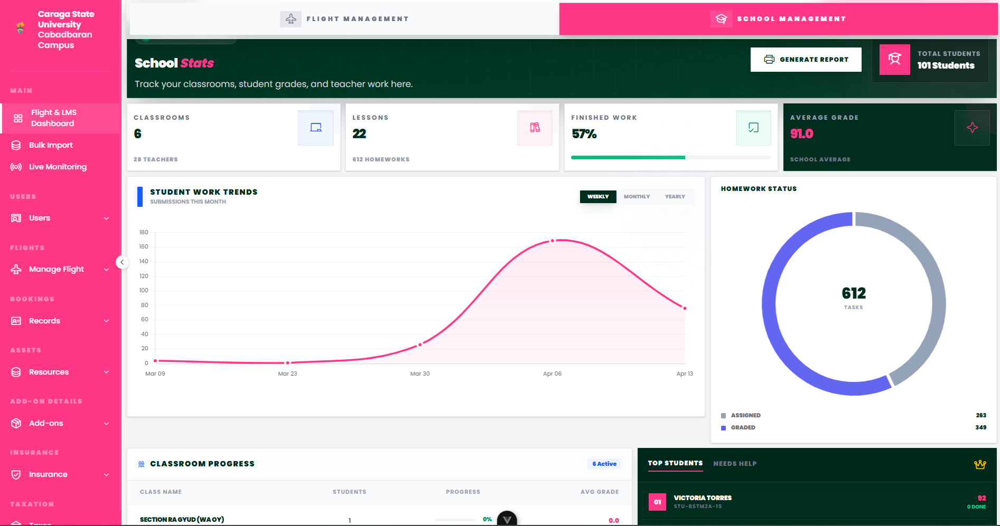 Caraga State
University
Cabadbaran
Campus
MAIN
Flight & LMS
Dashboard
Bulk Import
Live Monitoring
USERS
Users
FLIGHTS
Manage Flight
BOOKINGS
Records
ASSETS
Resources
ADD-ON DETAILS
Add-ons
INSURANCE
Insurance
TAXATION
Taxes
FLIGHT MANAGEMENT
SCHOOL MANAGEMENT
School Stats
Track your classrooms, student grades, and teacher work here.
GENERATE REPORT
TOTAL STUDENTS
101 Students
CLASSROOMS
6
28 TEACHERS
LESSONS
22
612 HOMEWORKS
FINISHED WORK
57%
AVERAGE GRADE
91.0
SCHOOL AVERAGE
STUDENT WORK TRENDS
SUBMISSIONS THIS MONTH
WEEKLY MONTHLY YEARLY
180
160
140
120
100
80
60
40
20
0
Mar 09 Mar 23 Mar 30 Apr 06 Apr 13
HOMEWORK STATUS
612
TASKS
ASSIGNED 263
GRADED 349
CLASSROOM PROGRESS
6 Active
CLASS NAME STUDENTS PROGRESS AVG GRADE
SECTION RAGYUD (WAOY) 1 0% 0.0
TOP STUDENTS NEEDS HELP
01 VICTORIA TORRES 92
STU-BSTM2A-15 0 DONE